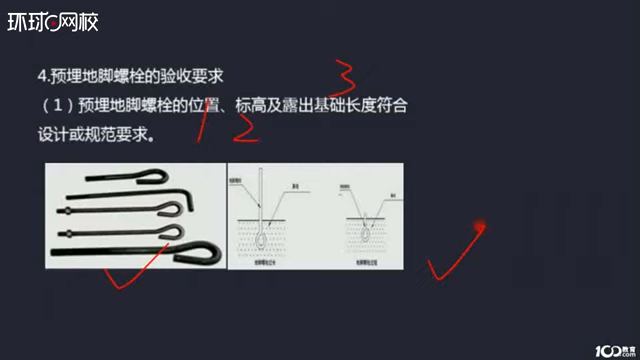 环球网校
4.预埋地脚螺栓的验收要求
3
（1）预埋地脚螺栓的位置、标高及露出基础长度符合
1 2
设计或规范要求。
100教育
.com